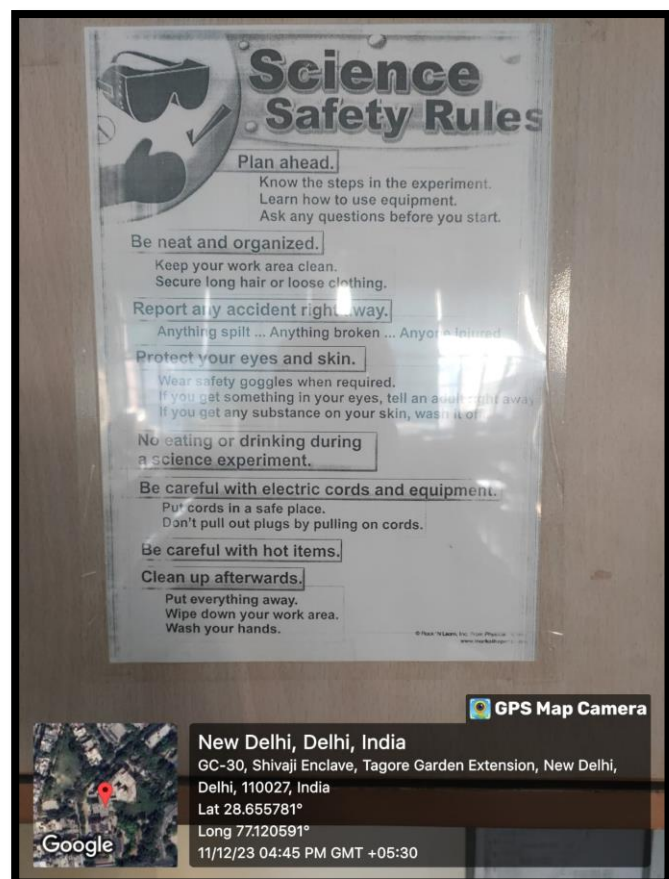 Science
Safety Rules
Plan ahead.
Know the steps in the experiment.
Learn how to use equipment.
Ask any questions before you start.
Be neat and organized.
Keep your work area clean.
Secure long hair or loose clothing.
Report any accident right away.
Anything spilt ... Anything broken ... Anyone Injured
Protect your eyes and skin.
Wear safety goggles when required.
If you get something in your eyes, tell an adult right away
If you get any substance on your skin, wash it of
No eating or drinking during
a science experiment.
Be careful with electric cords and equipment.
Put cords in a safe place.
Don't pull out plugs by pulling on cords.
Be careful with hot items.
Clean up afterwards.
Put everything away.
Wipe down your work area.
Wash your hands.
GPS Map Camera
New Delhi, Delhi, India
GC-30, Shivaji Enclave, Tagore Garden Extension, New Delhi,
Delhi, 110027, India
Lat 28.655781°
Long 77.120591°
11/12/23 04:45 PM GMT +05:30
Google